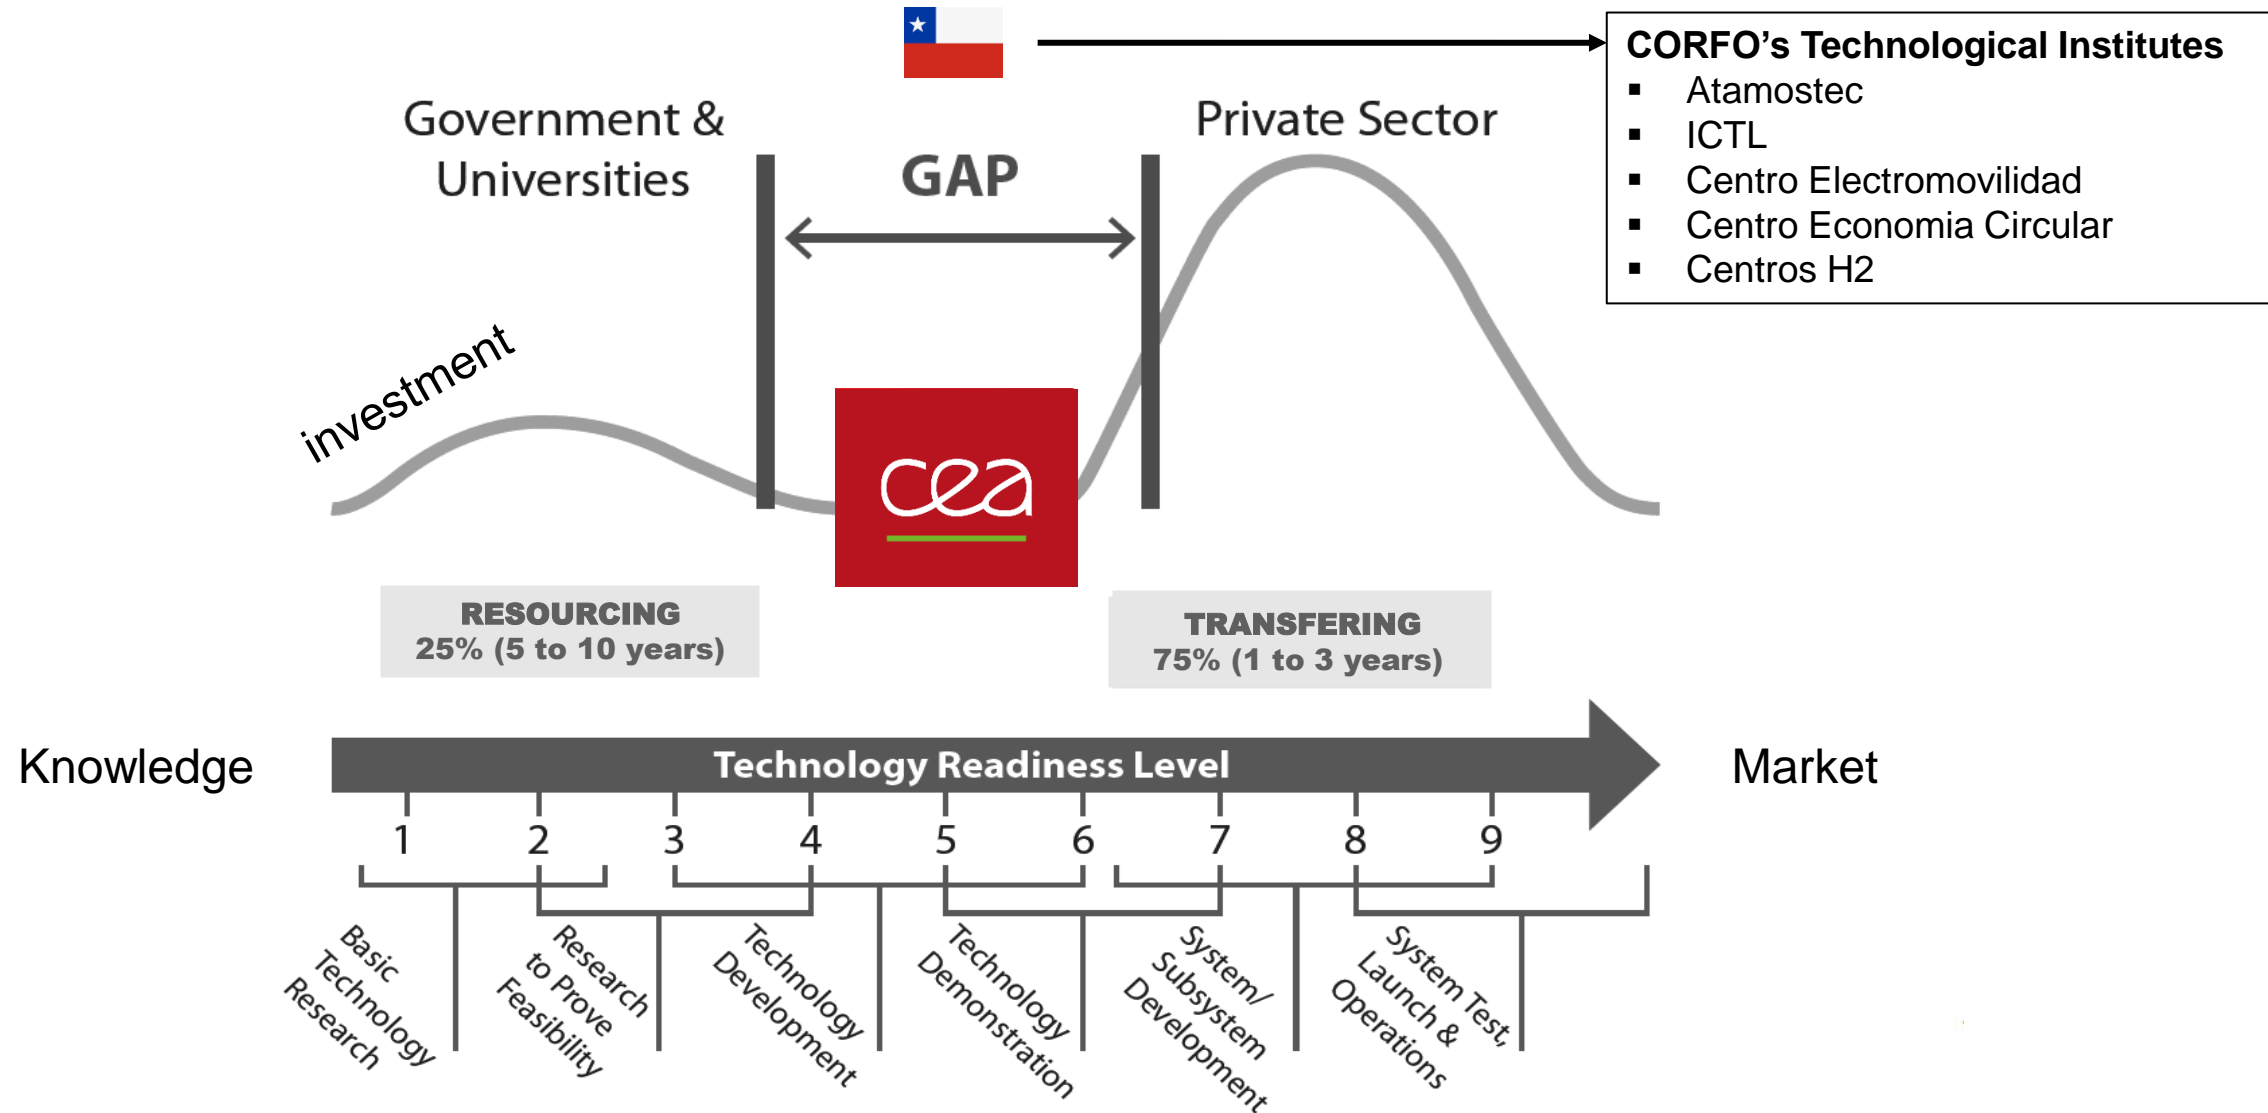 CORFO's Technological Institutes
▪ Atamostec
▪ ICTL
▪ Centro Electromovilidad
▪ Centro Economia Circular
▪ Centros H2
Government &
Universities
GAP
Private Sector
investment
cea
RESOURCING
25% (5 to 10 years)
TRANSFERING
75% (1 to 3 years)
Knowledge
Technology Readiness Level
Market
1 2 3 4 5 6 7 8 9
Basic
Technology
Research
Research
to Prove
Feasibility
Technology
Development
Technology
Demonstration
System/
Subsystem
Development
System Test,
Launch &
Operations